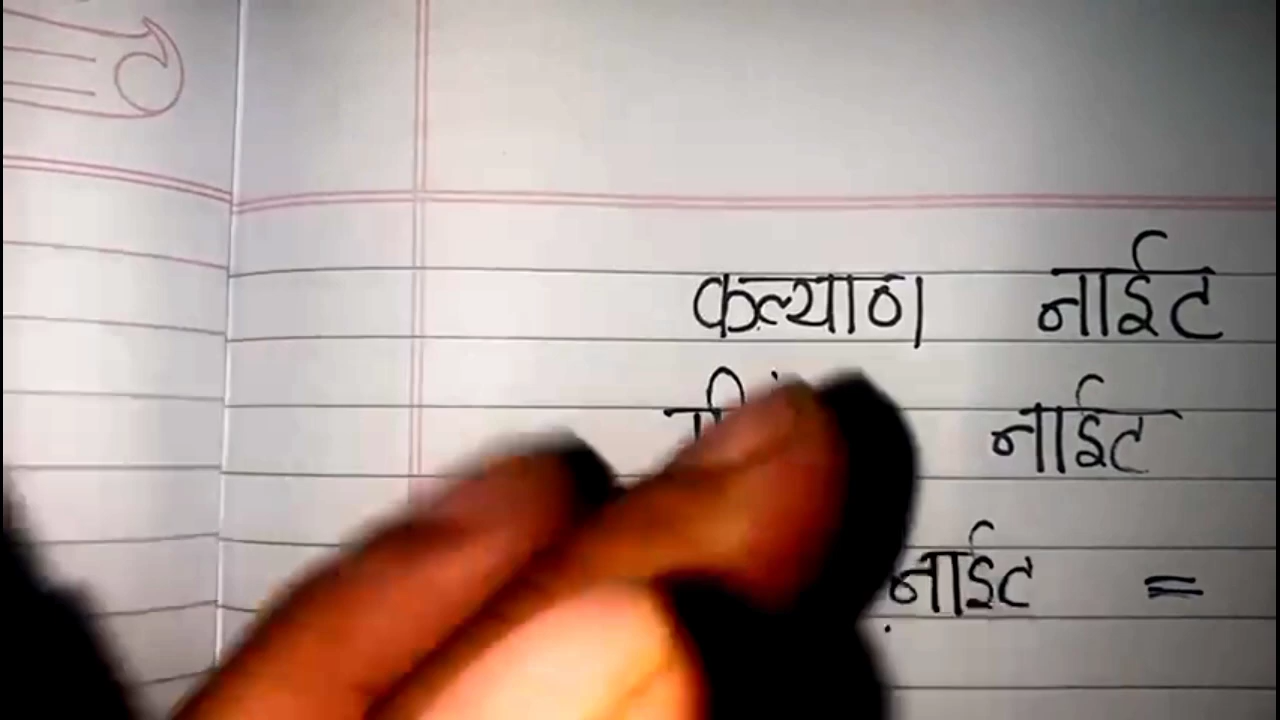 कल्याण नाईट
नाईट
नाईट =